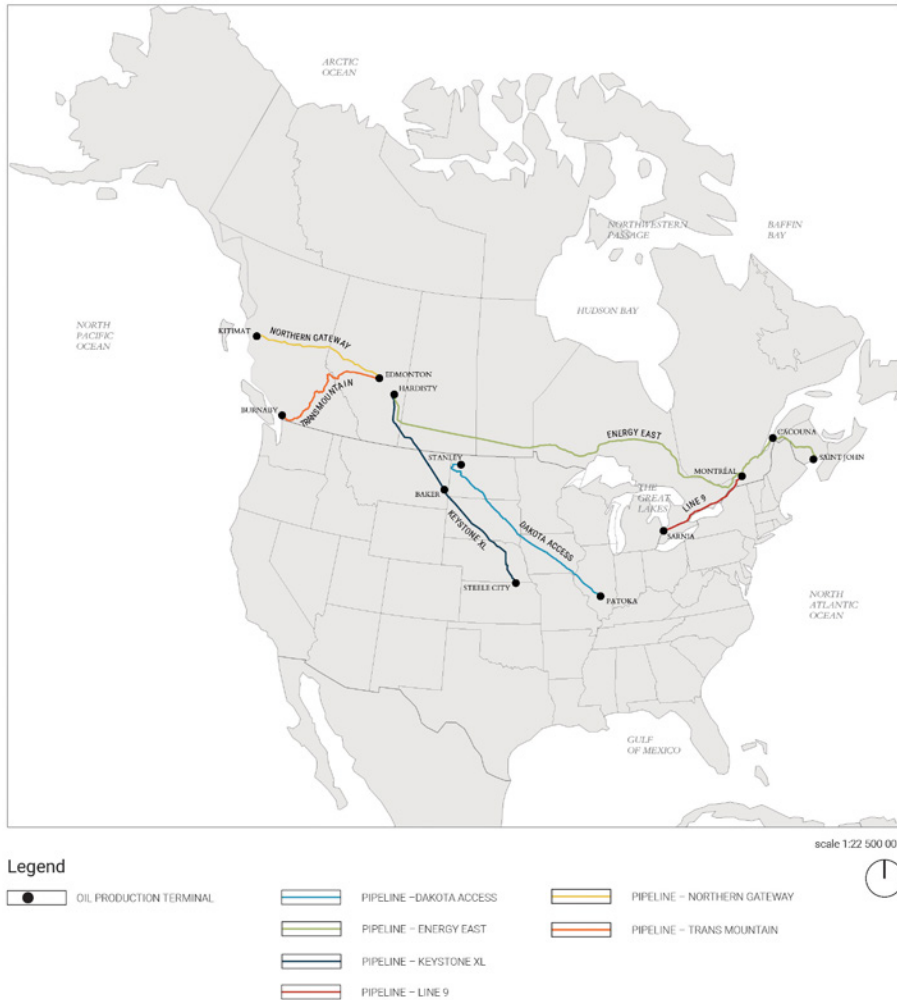 ARCTIC
OCEAN
NORTHWESTERN
PASSAGE
BAFFIN
BAY
HUDSON BAY
NORTH
PACIFIC
OCEAN
KITIMAT
NORTHERN GATEWAY
EDMONTON
HARDISTY
BURNABY
TRANS MOUNTAIN
ENERGY EAST
CACOUNA
SAINT JOHN
STANLEY
MONTRÉAL
BAKER
THE
GREAT
LAKES
LINE 9
KEYSTONE XL
DAKOTA ACCESS
SARNIA
STEELE CITY
PATOKA
NORTH
ATLANTIC
OCEAN
GULF
OF MEXICO
scale 1:22 500 00
Legend
OIL PRODUCTION TERMINAL
PIPELINE –DAKOTA ACCESS
PIPELINE – ENERGY EAST
PIPELINE – KEYSTONE XL
PIPELINE – LINE 9
PIPELINE – NORTHERN GATEWAY
PIPELINE – TRANS MOUNTAIN